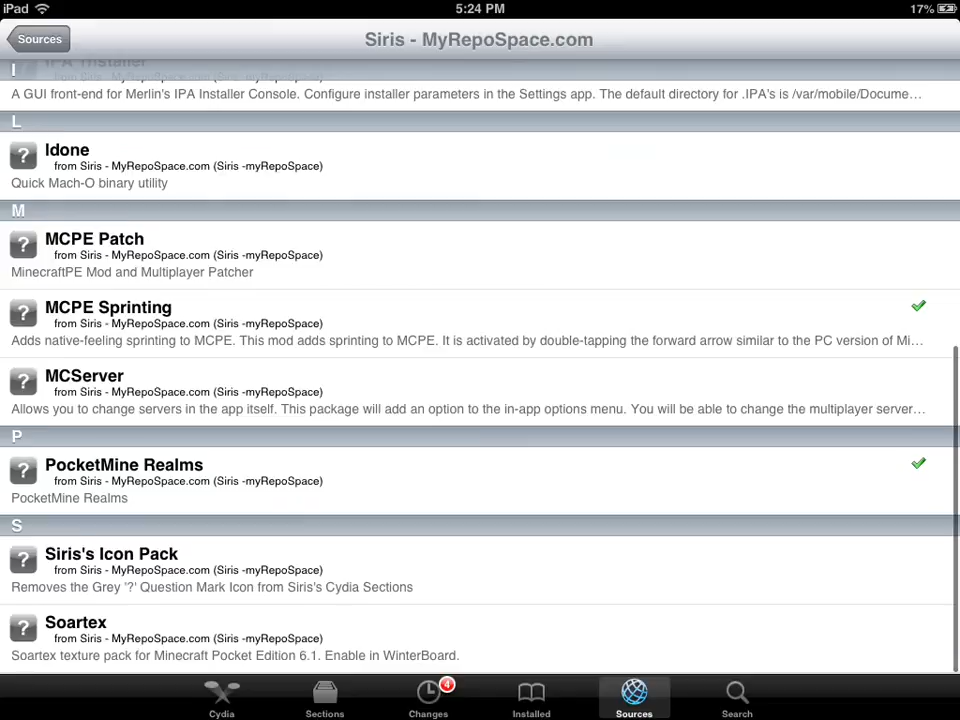 iPad
5:24 PM
17%
Sources
Siris - MyRepoSpace.com
I
IPA Installer
from Siris - MyRepoSpace.com (Siris -myRepoSpace)
A GUI front-end for Merlin's IPA Installer Console. Configure installer parameters in the Settings app. The default directory for .IPA's is /var/mobile/Docume…
L
ldone
from Siris - MyRepoSpace.com (Siris -myRepoSpace)
Quick Mach-O binary utility
M
MCPE Patch
from Siris - MyRepoSpace.com (Siris -myRepoSpace)
MinecraftPE Mod and Multiplayer Patcher
MCPE Sprinting
from Siris - MyRepoSpace.com (Siris -myRepoSpace)
Adds native-feeling sprinting to MCPE. This mod adds sprinting to MCPE. It is activated by double-tapping the forward arrow similar to the PC version of Mi…
MCServer
from Siris - MyRepoSpace.com (Siris -myRepoSpace)
Allows you to change servers in the app itself. This package will add an option to the in-app options menu. You will be able to change the multiplayer server…
P
PocketMine Realms
from Siris - MyRepoSpace.com (Siris -myRepoSpace)
PocketMine Realms
S
Siris's Icon Pack
from Siris - MyRepoSpace.com (Siris -myRepoSpace)
Removes the Grey '?' Question Mark Icon from Siris's Cydia Sections
Soartex
from Siris - MyRepoSpace.com (Siris -myRepoSpace)
Soartex texture pack for Minecraft Pocket Edition 6.1. Enable in WinterBoard.
4
Cydia
Sections
Changes
Installed
Sources
Search